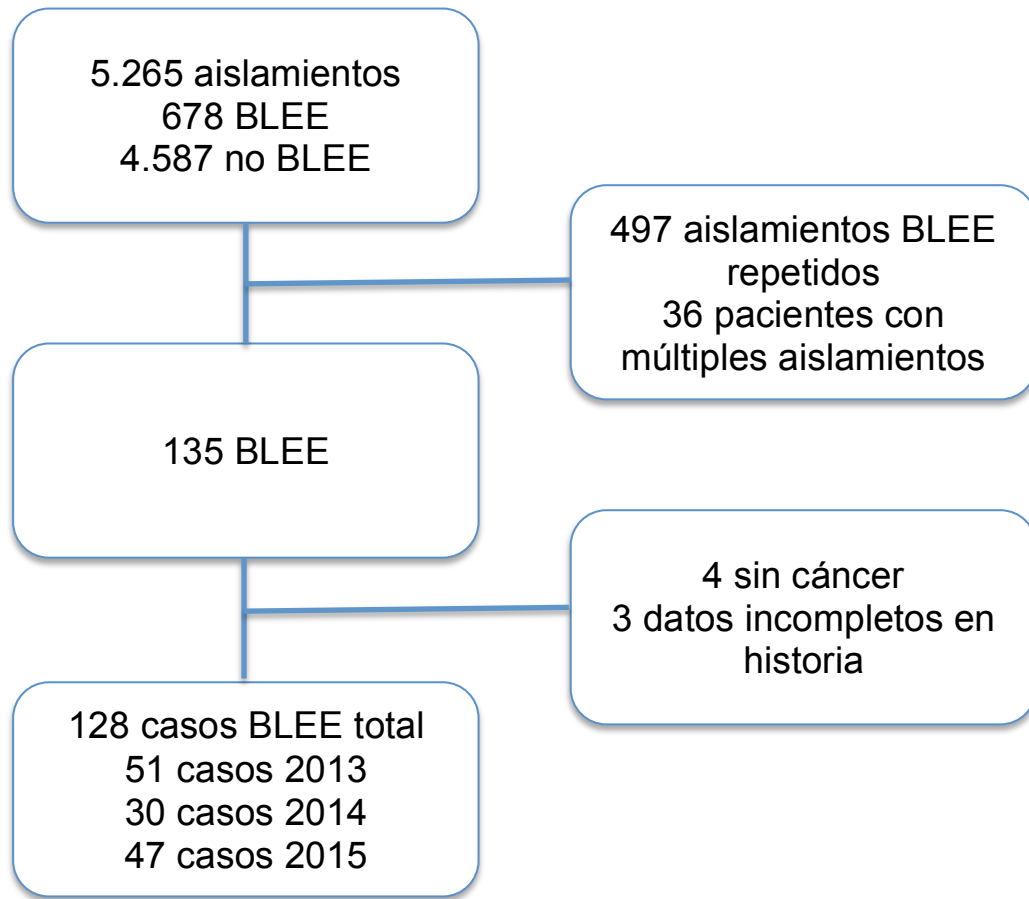 5.265 aislamientos
678 BLEE
4.587 no BLEE
497 aislamientos BLEE
repetidos
36 pacientes con
múltiples aislamientos
135 BLEE
4 sin cáncer
3 datos incompletos en
historia
128 casos BLEE total
51 casos 2013
30 casos 2014
47 casos 2015